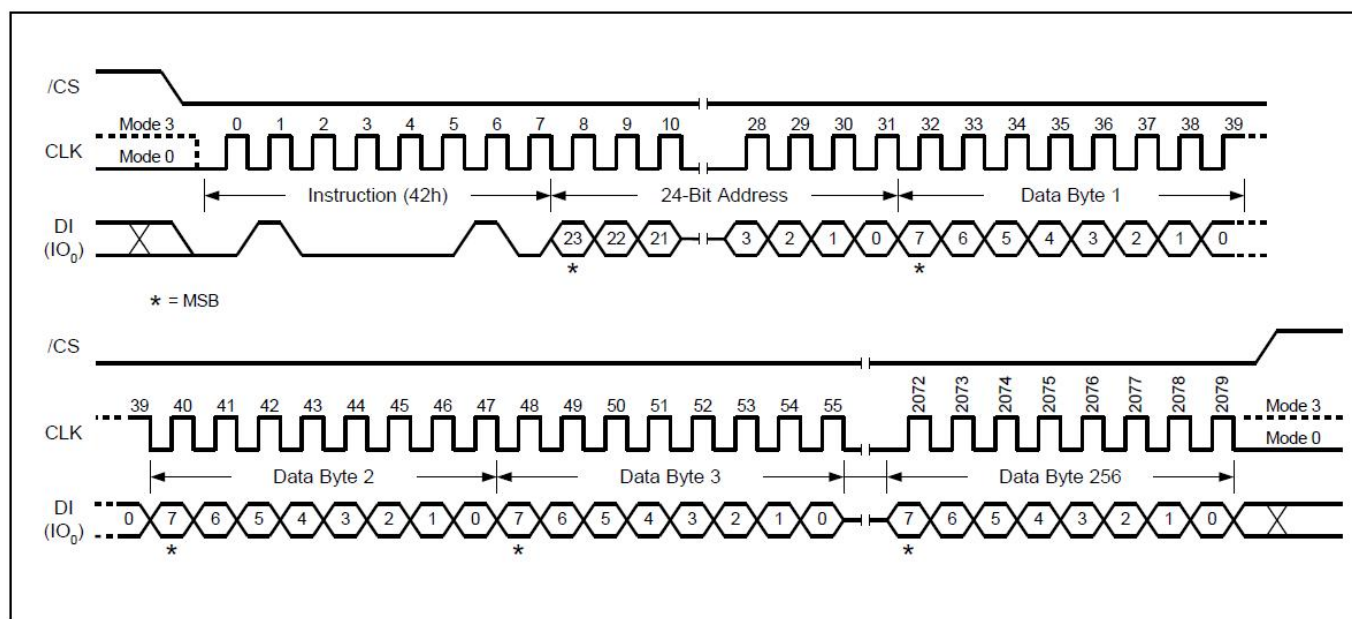 /CS
Mode 3 0 1 2 3 4 5 6 7 8 9 10 28 29 30 31 32 33 34 35 36 37 38 39
CLK Mode 0
Instruction (42h) 24-Bit Address Data Byte 1
DI
(IO0) 23 22 21 3 2 1 0 7 6 5 4 3 2 1 0
* *
* = MSB
/CS
39 40 41 42 43 44 45 46 47 48 49 50 51 52 53 54 55 2072 2073 2074 2075 2076 2077 2078 2079 Mode 3
CLK Mode 0
Data Byte 2 Data Byte 3 Data Byte 256
DI
(IO0) 0 7 6 5 4 3 2 1 0 7 6 5 4 3 2 1 0 7 6 5 4 3 2 1 0
* * *